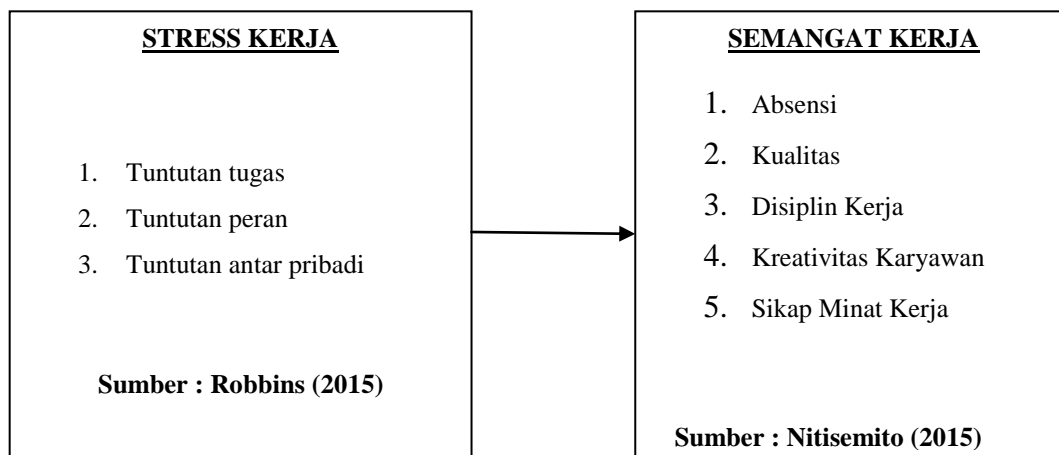 STRESS KERJA
1. Tuntutan tugas
2. Tuntutan peran
3. Tuntutan antar pribadi
Sumber : Robbins (2015)
SEMANGAT KERJA
1. Absensi
2. Kualitas
3. Disiplin Kerja
4. Kreativitas Karyawan
5. Sikap Minat Kerja
Sumber : Nitisemito (2015)